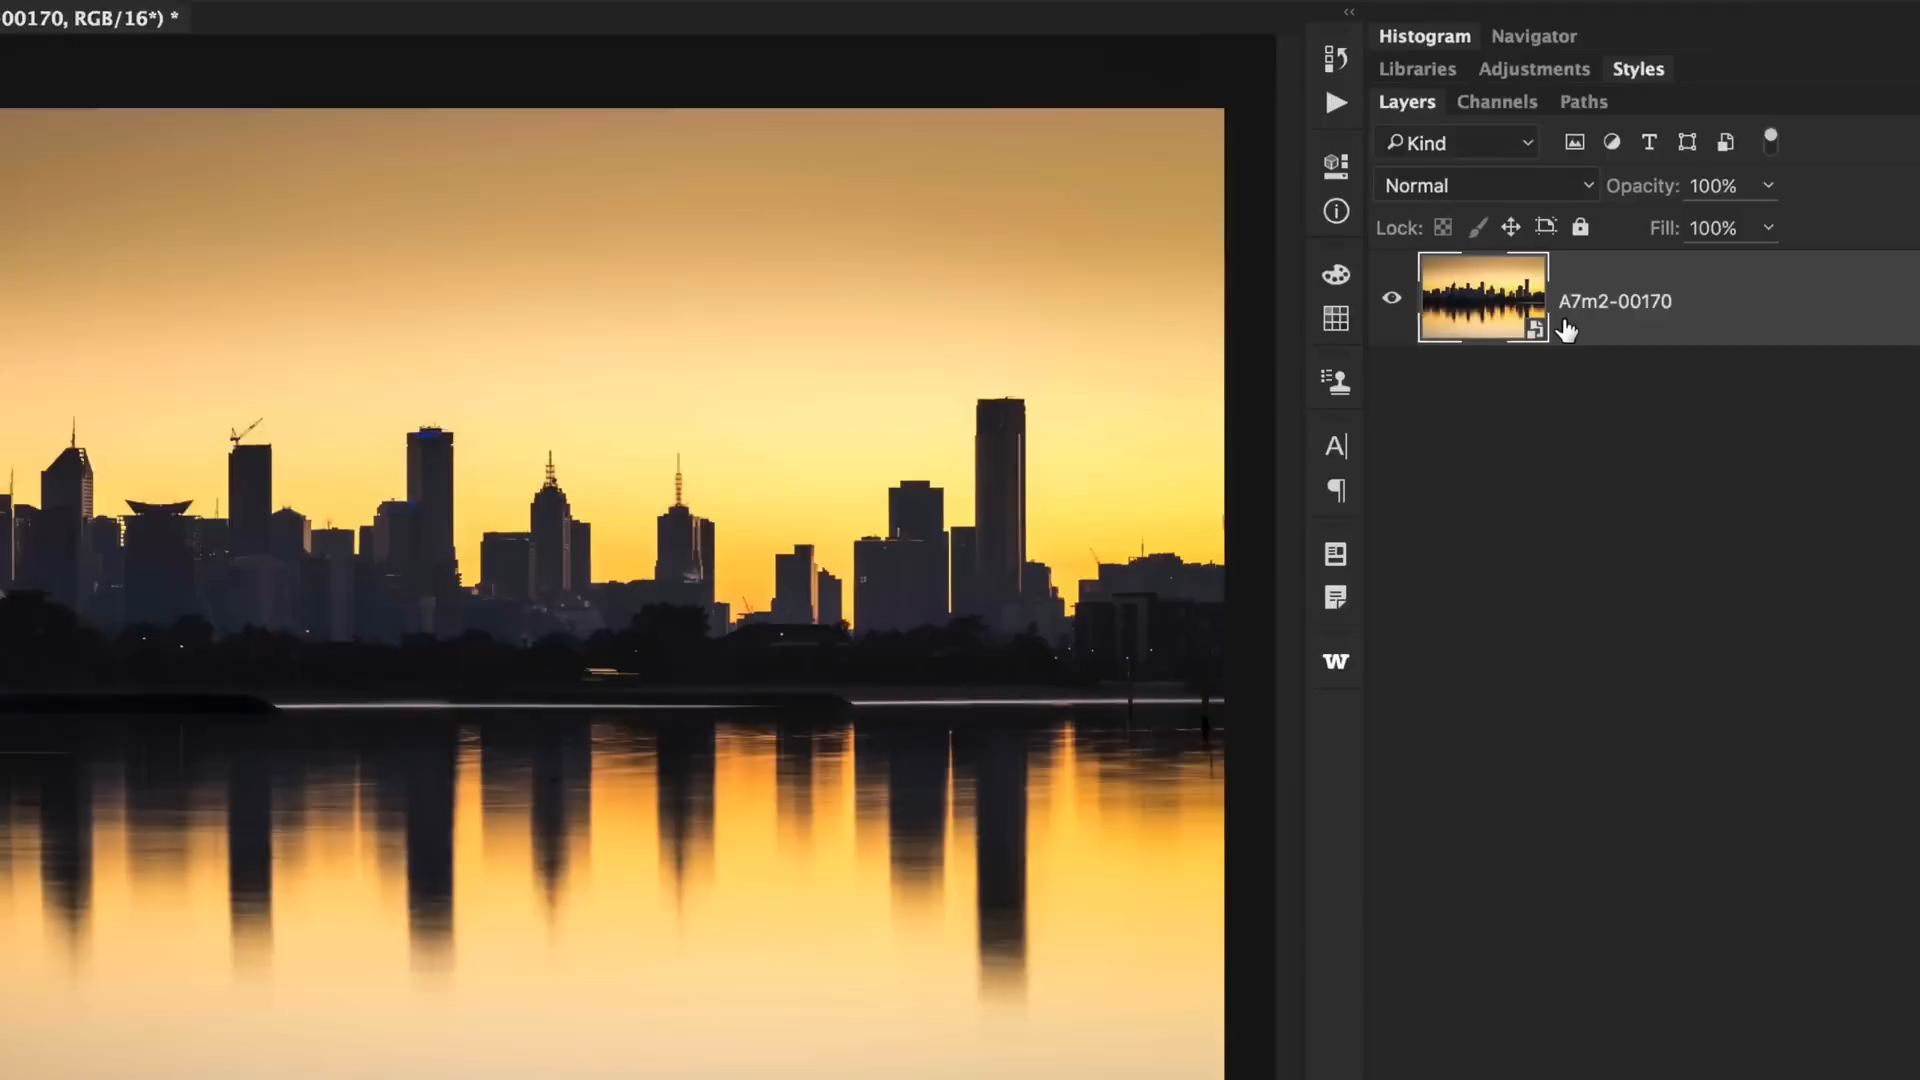 -00170, RGB/16*) *
Histogram Navigator
Libraries Adjustments Styles
Layers Channels Paths
Kind
Normal Opacity: 100%
Lock: Fill: 100%
A7m2-00170